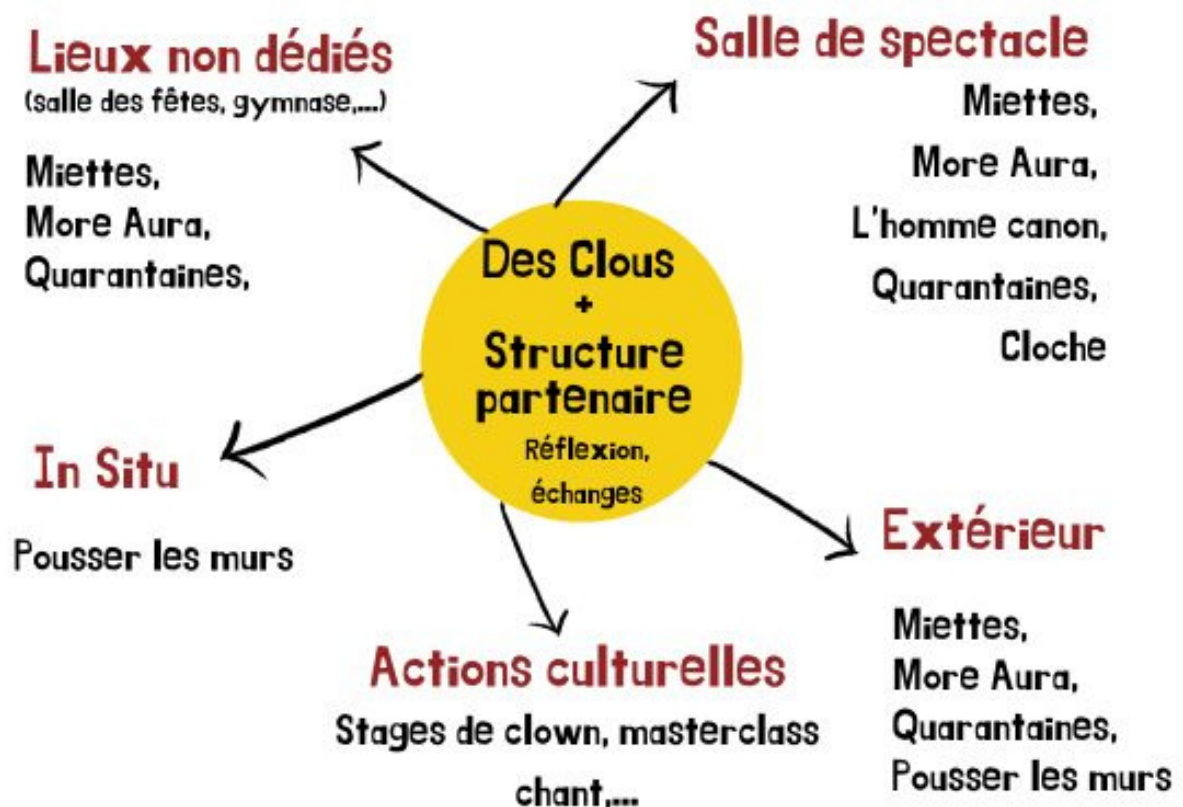 Lieux non dédiés
(salle des fêtes, gymnase,...)
Miettes,
More Aura,
Quarantaines,
Salle de spectacle
Miettes,
More Aura,
L'homme canon,
Quarantaines,
Cloche
Des Clous
+
Structure
partenaire
Réflexion,
échanges
In Situ
Pousser les murs
Actions culturelles
Stages de clown, masterclass
chant,...
Extérieur
Miettes,
More Aura,
Quarantaines,
Pousser les murs